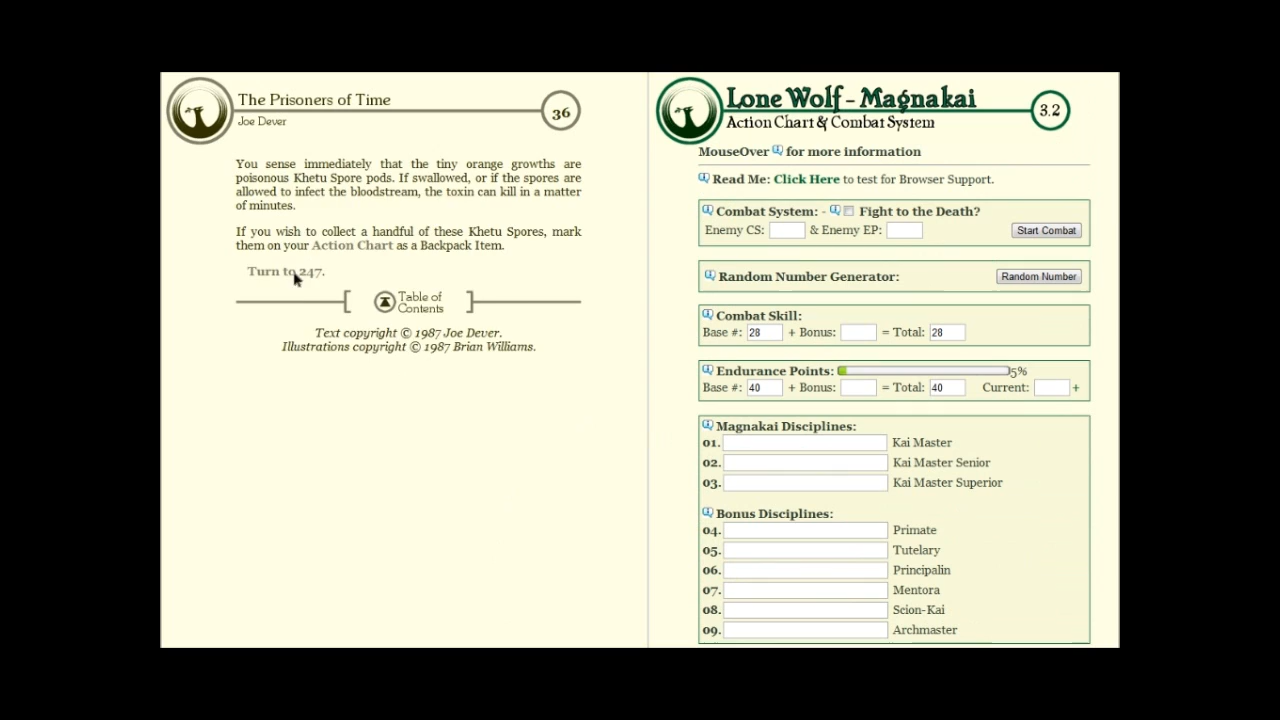 The Prisoners of Time
Joe Dever
36
You sense immediately that the tiny orange growths are
poisonous Khetu Spore pods. If swallowed, or if the spores are
allowed to infect the bloodstream, the toxin can kill in a matter
of minutes.
If you wish to collect a handful of these Khetu Spores, mark
them on your Action Chart as a Backpack Item.
Turn to 247.
Table of
Contents
Text copyright © 1987 Joe Dever.
Illustrations copyright © 1987 Brian Williams.
Lone Wolf - Magnakai
Action Chart & Combat System
3.2
MouseOver for more information
Read Me: Click Here to test for Browser Support.
Combat System: - Fight to the Death?
Enemy CS: & Enemy EP: Start Combat
Random Number Generator: Random Number
Combat Skill:
Base #: 28 + Bonus: = Total: 28
Endurance Points: 5%
Base #: 40 + Bonus: = Total: 40 Current: +
Magnakai Disciplines:
01. Kai Master
02. Kai Master Senior
03. Kai Master Superior
Bonus Disciplines:
04. Primate
05. Tutelary
06. Principalin
07. Mentora
08. Scion-Kai
09. Archmaster